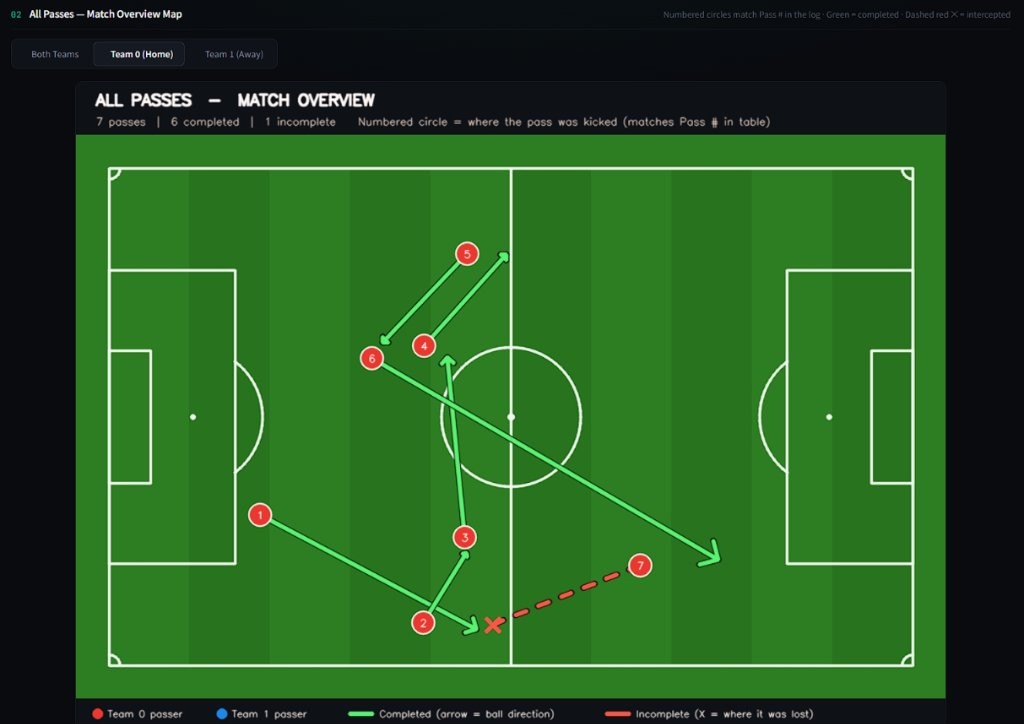 02 All Passes — Match Overview Map
Numbered circles match Pass # in the log · Green = completed · Dashed red ✕ = intercepted
Both Teams
Team 0 (Home)
Team 1 (Away)
ALL PASSES — MATCH OVERVIEW
7 passes | 6 completed | 1 incomplete Numbered circle = where the pass was kicked (matches Pass # in table)
5
4
6
1
3
7
2
Team 0 passer
Team 1 passer
Completed (arrow = ball direction)
Incomplete (X = where it was lost)